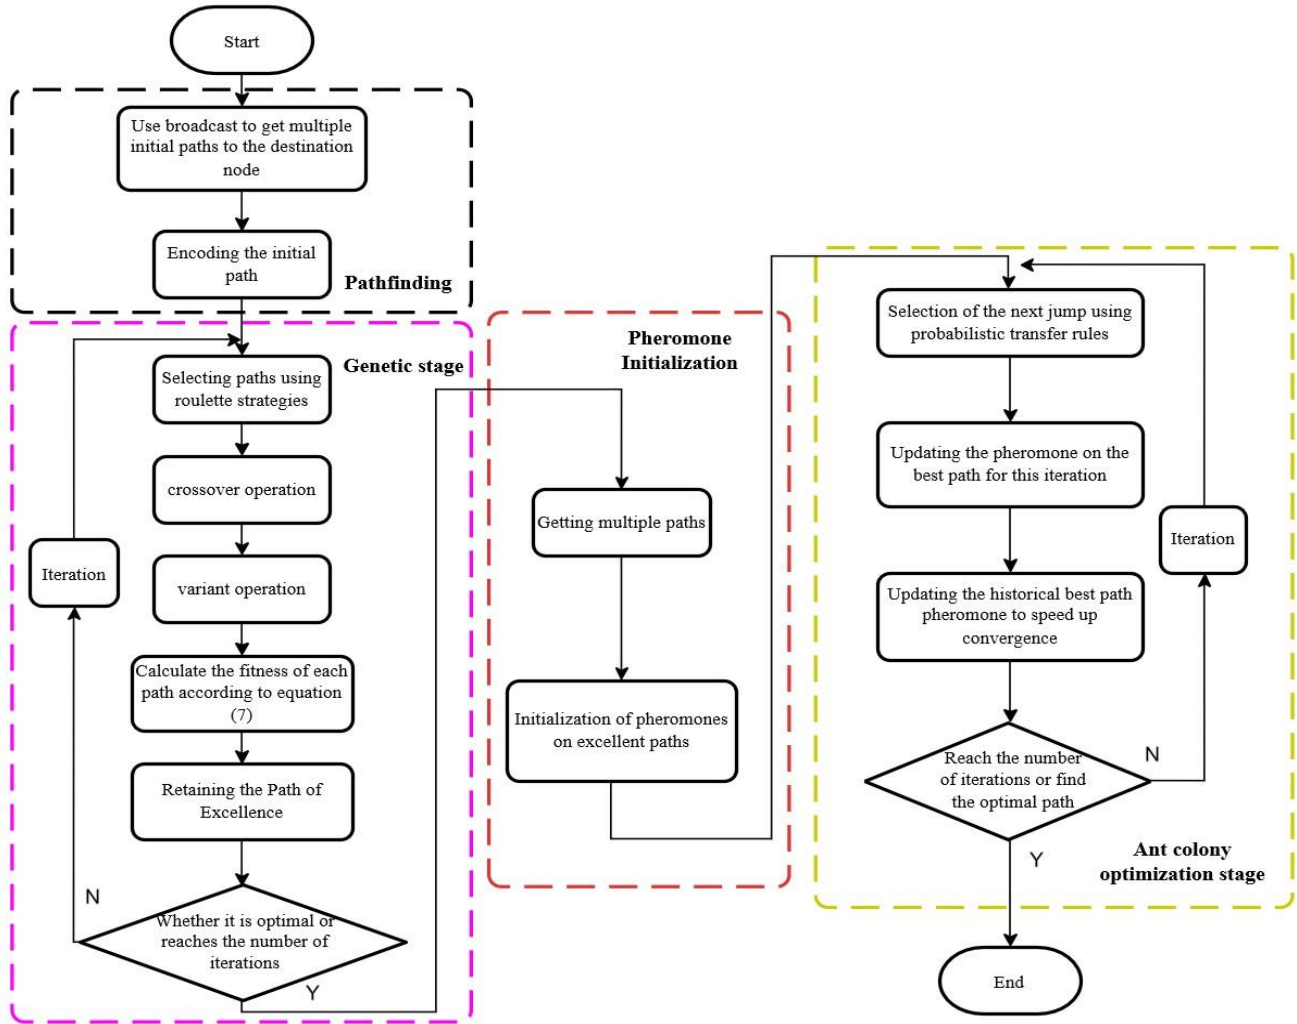 Start
Use broadcast to get multiple
initial paths to the destination
node
Encoding the initial
path
Pathfinding
Genetic stage
Selecting paths using
roulette strategies
crossover operation
variant operation
Iteration
Calculate the fitness of each
path according to equation
(7)
Retaining the Path of
Excellence
N
Whether it is optimal or
reaches the number of
iterations
Y
Pheromone
Initialization
Getting multiple paths
Initialization of pheromones
on excellent paths
Selection of the next jump using
probabilistic transfer rules
Updating the pheromone on the
best path for this iteration
Iteration
Updating the historical best path
pheromone to speed up
convergence
Reach the number
of iterations or find
the optimal path
N
Y
Ant colony
optimization stage
End